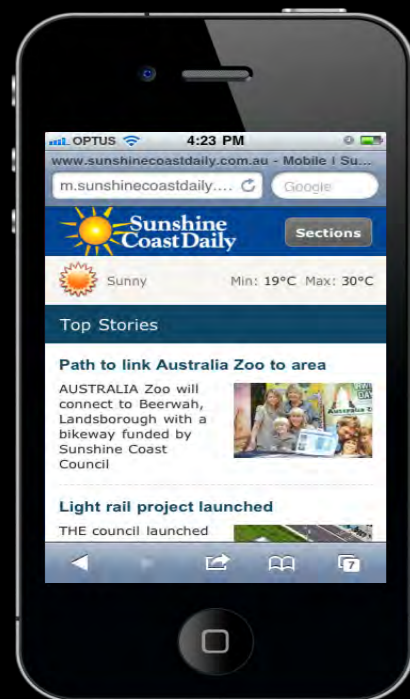 OPTUS 4:23 PM
www.sunshinecoastdaily.com.au - Mobile | Su...
m.sunshinecoastdaily.... Google
Sunshine
Coast Daily
Sections
Sunny Min: 19°C Max: 30°C
Top Stories
Path to link Australia Zoo to area
AUSTRALIA Zoo will
connect to Beerwah,
Landsborough with a
bikeway funded by
Sunshine Coast
Council
Australia Zoo
Light rail project launched
THE council launched
7